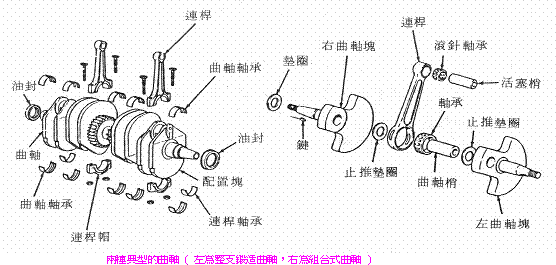 連桿
曲軸軸承
油封
油封
曲軸
配置塊
曲軸軸承
連桿軸承
連桿帽
連桿
滾針軸承
右曲軸塊
墊圈
活塞梢
軸承
止推墊圈
鍵
止推墊圈
曲軸梢
左曲軸塊
兩種典型的曲軸 ( 左為整支鍛造曲軸，右為組合式曲軸 )